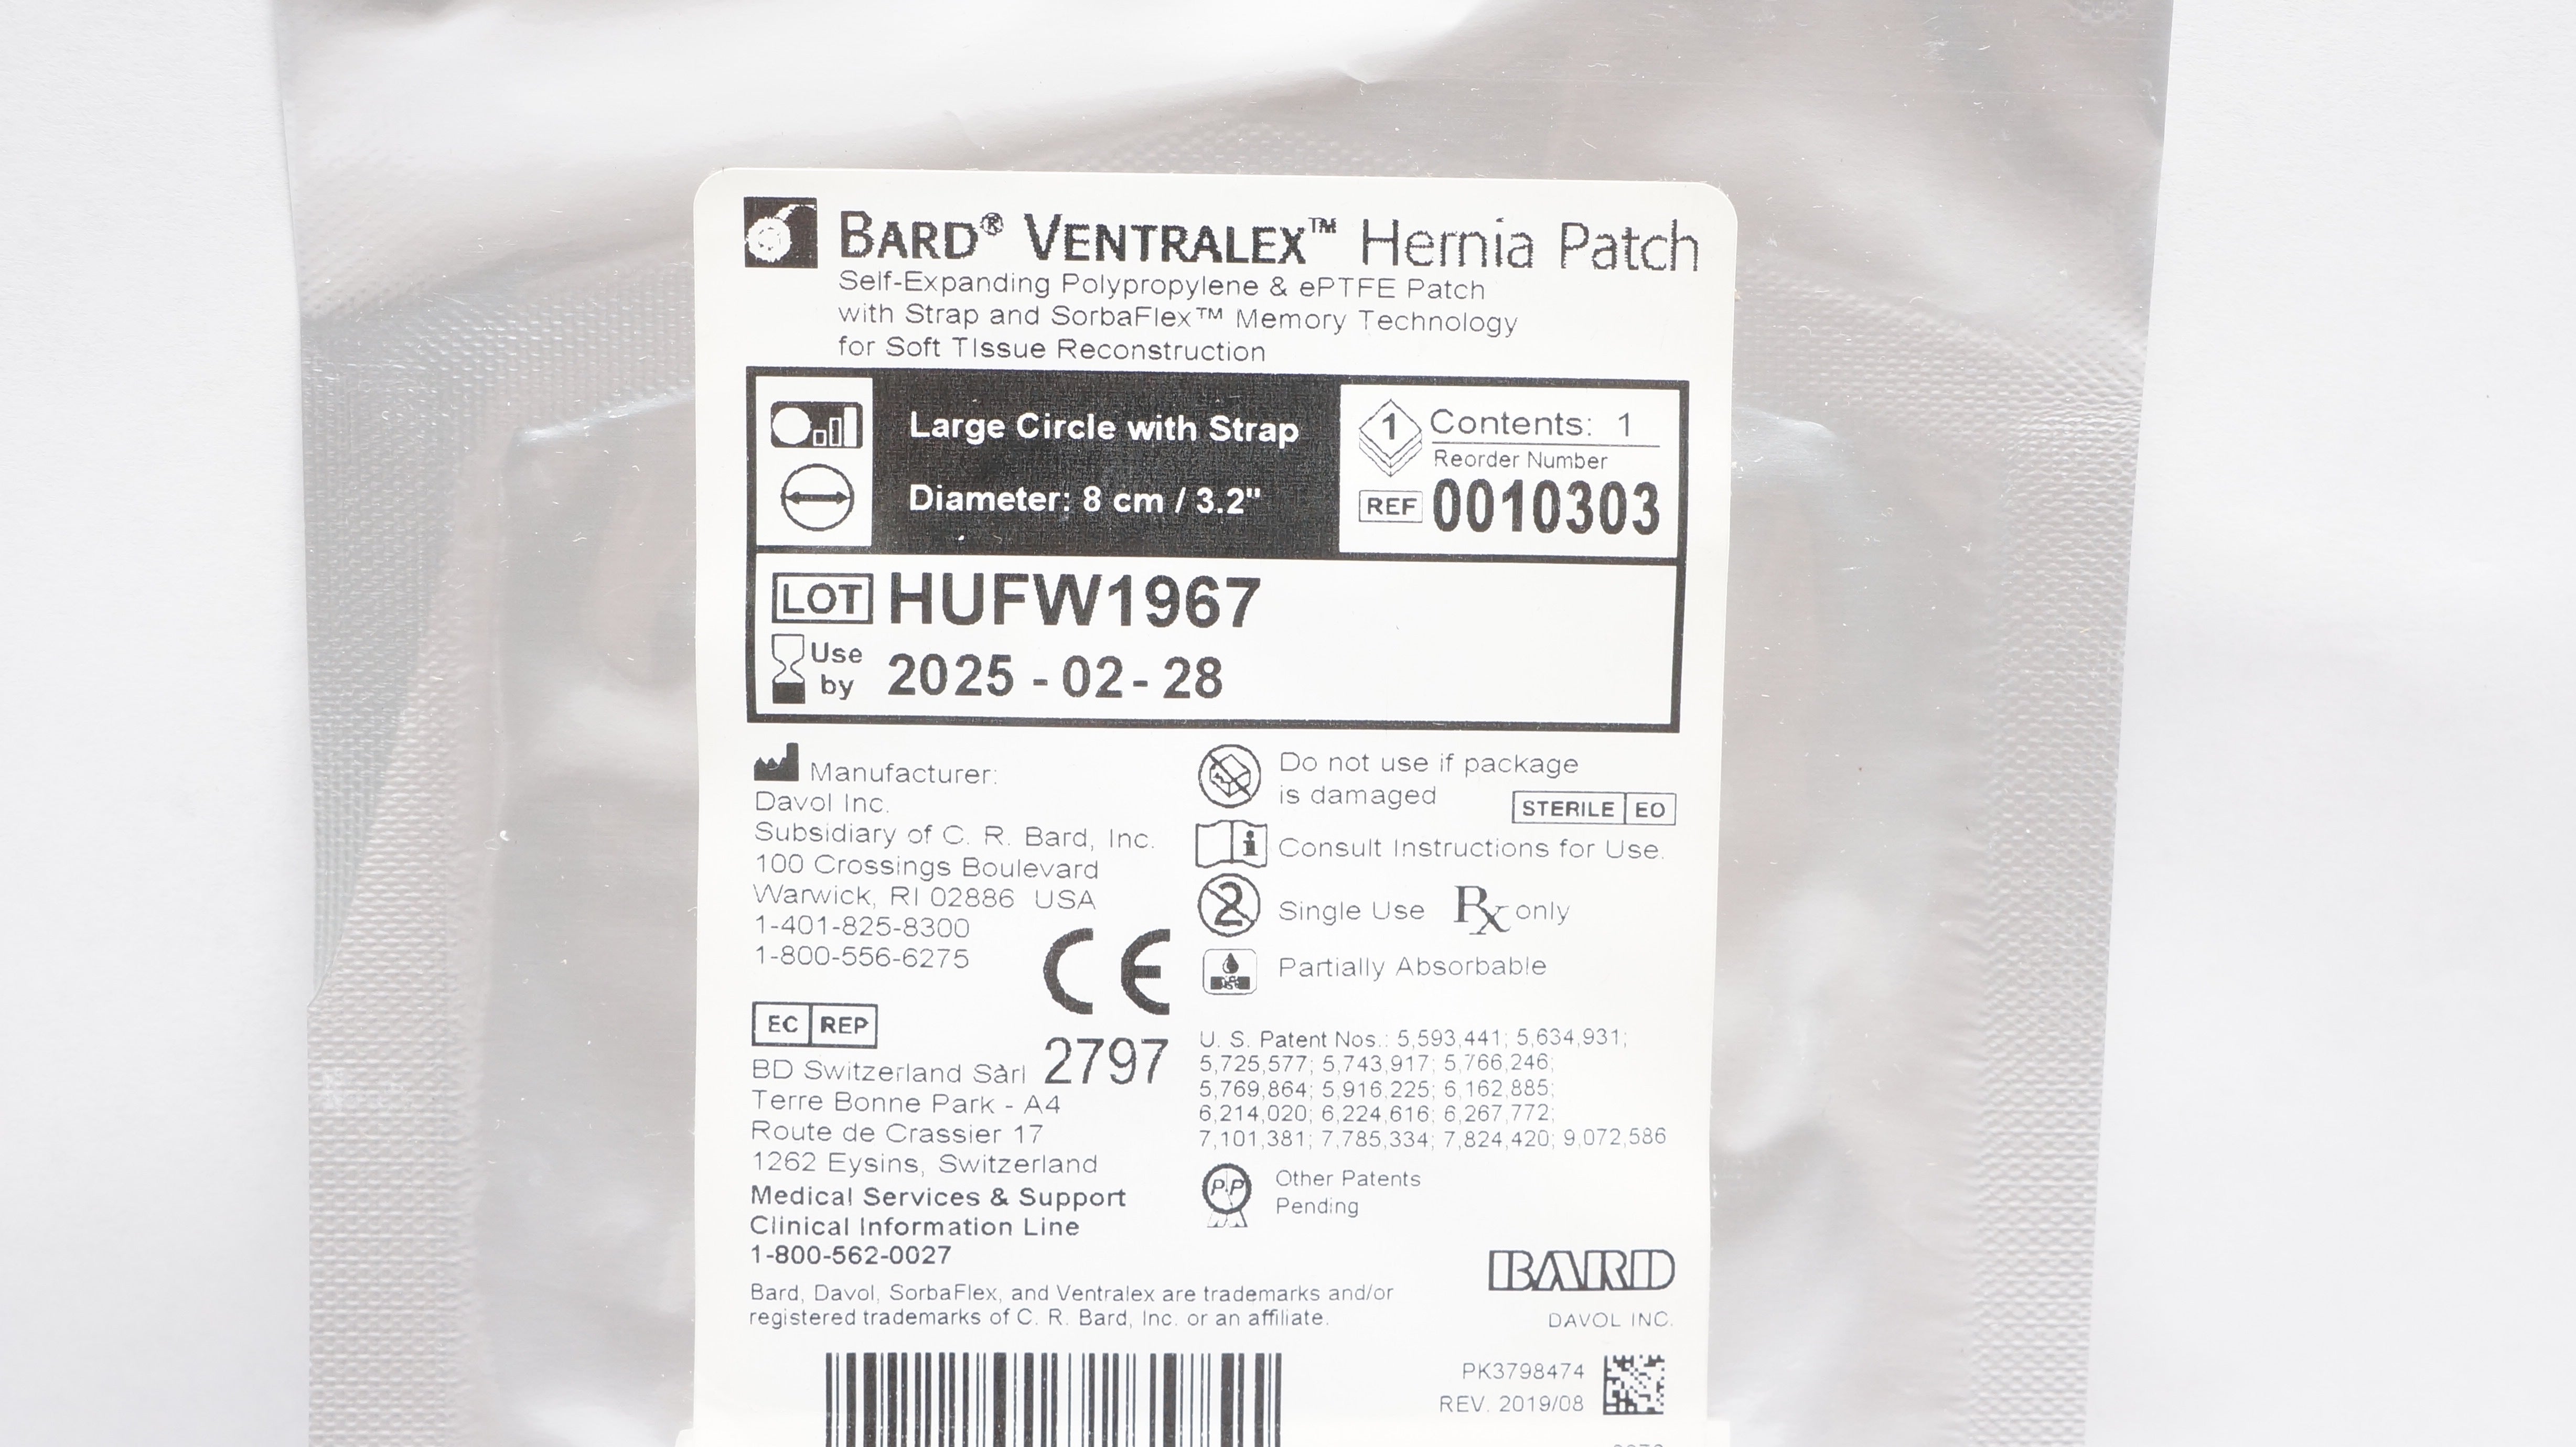 BARD® VENTRALEX™ Hernia Patch
Self-Expanding Polypropylene & ePTFE Patch
with Strap and SorbaFlex™ Memory Technology
for Soft TIssue Reconstruction
Large Circle with Strap
Diameter: 8 cm / 3.2"
1
Contents: 1
Reorder Number
REF 0010303
LOT HUFW1967
Use
by 2025-02-28
Manufacturer:
Davol Inc.
Subsidiary of C. R. Bard, Inc.
100 Crossings Boulevard
Warwick, RI 02886 USA
1-401-825-8300
1-800-556-6275
CE
2797
EC REP
BD Switzerland Sàrl
Terre Bonne Park - A4
Route de Crassier 17
1262 Eysins, Switzerland
Medical Services & Support
Clinical Information Line
1-800-562-0027
Do not use if package
is damaged
STERILE EO
Consult Instructions for Use.
2
Single Use Rx only
Partially Absorbable
U. S. Patent Nos.: 5,593,441; 5,634,931;
5,725,577; 5,743,917; 5,766,246;
5,769,864; 5,916,225; 6,162,885;
6,214,020; 6,224,616; 6,267,772;
7,101,381; 7,785,334; 7,824,420; 9,072,586
P.P
Other Patents
Pending
Bard, Davol, SorbaFlex, and Ventralex are trademarks and/or
registered trademarks of C. R. Bard, Inc. or an affiliate.
BARD
DAVOL INC.
PK3798474
REV. 2019/08